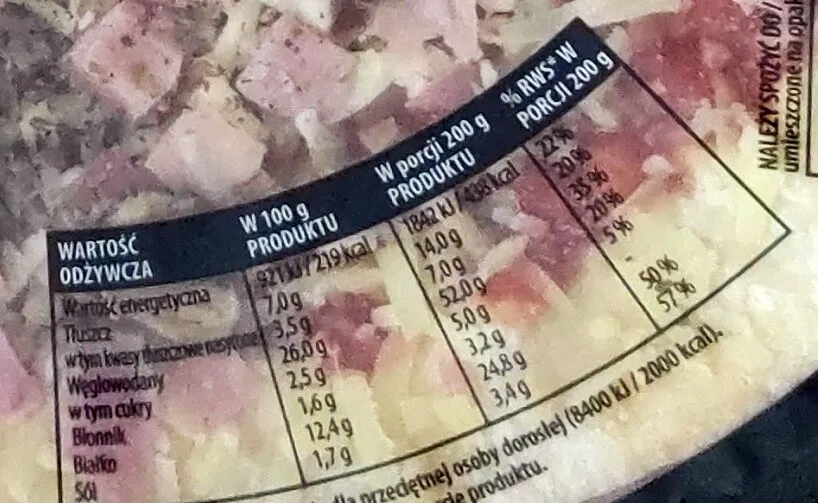 WARTOŚĆ ODŻYWCZA W 100 g PRODUKTU W porcji 200 g PRODUKTU % RWS* W PORCJI 200 g
Wartość energetyczna 921 kJ / 219 kcal 1842 kJ / 438 kcal 22%
Tłuszcz 7,0 g 14,0 g 20%
w tym kwasy tłuszczowe nasycone 3,5 g 7,0 g 35%
Węglowodany 26,0 g 52,0 g 20%
w tym cukry 2,5 g 5,0 g 5%
Błonnik 1,6 g 3,2 g -
Białko 12,4 g 24,8 g 50%
Sól 1,7 g 3,4 g 57%
dla przeciętnej osoby dorosłej (8400 kJ / 2000 kcal).
produktu.
NALEŻY SPOŻYĆ DO/
umieszczone na opak